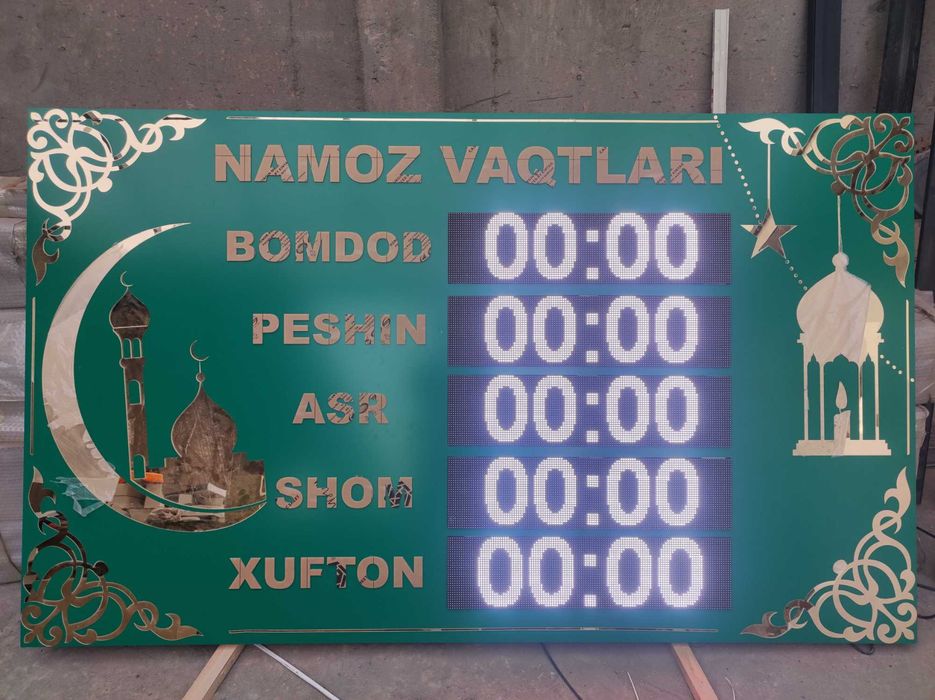 NAMOZ VAQTLARI
BOMDOD 00:00
PESHIN 00:00
ASR 00:00
SHOM 00:00
XUFTON 00:00